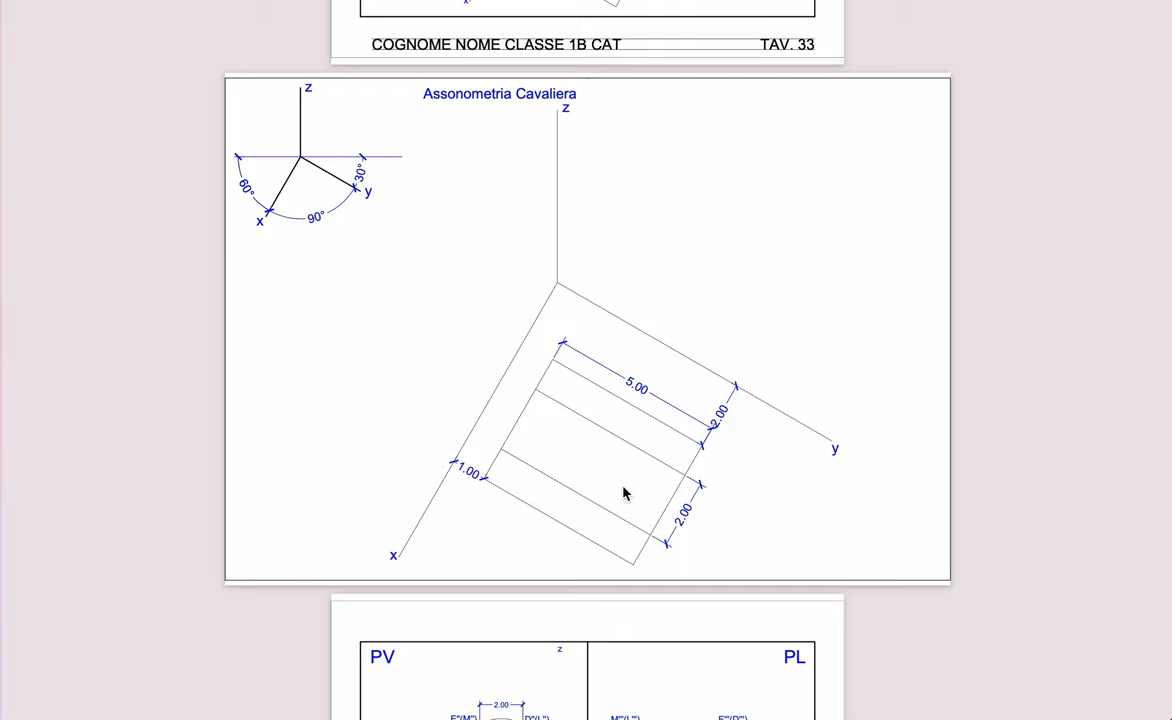 x
COGNOME NOME CLASSE 1B CAT TAV. 33
z
Assonometria Cavaliera
z
60°
30°
y
90°
x
5.00
2.00
y
1.00
2.00
x
z
PV PL
2.00
E"(M") D"(L") M'''(L''') E'''(D''')